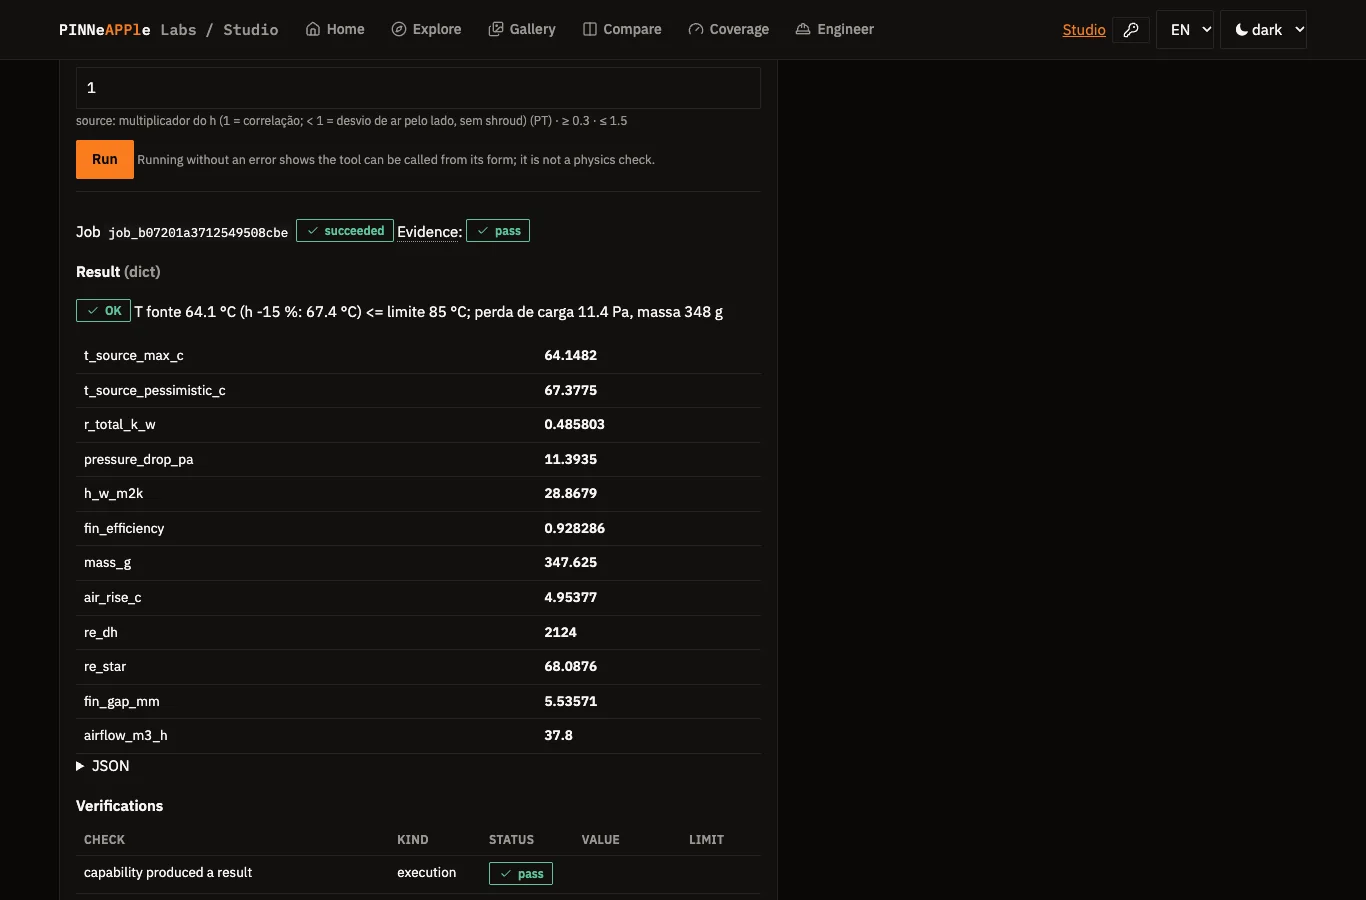 PINNeAPPle Labs / Studio Home Explore Gallery Compare Coverage Engineer Studio EN dark
1
source: multiplicador do h (1 = correlação; < 1 = desvio de ar pelo lado, sem shroud) (PT) · ≥ 0.3 · ≤ 1.5
Run Running without an error shows the tool can be called from its form; it is not a physics check.
Job job_b07201a3712549508cbe succeeded Evidence: pass
Result (dict)
OK T fonte 64.1 °C (h -15 %: 67.4 °C) <= limite 85 °C; perda de carga 11.4 Pa, massa 348 g
t_source_max_c 64.1482
t_source_pessimistic_c 67.3775
r_total_k_w 0.485803
pressure_drop_pa 11.3935
h_w_m2k 28.8679
fin_efficiency 0.928286
mass_g 347.625
air_rise_c 4.95377
re_dh 2124
re_star 68.0876
fin_gap_mm 5.53571
airflow_m3_h 37.8
JSON
Verifications
CHECK KIND STATUS VALUE LIMIT
capability produced a result execution pass